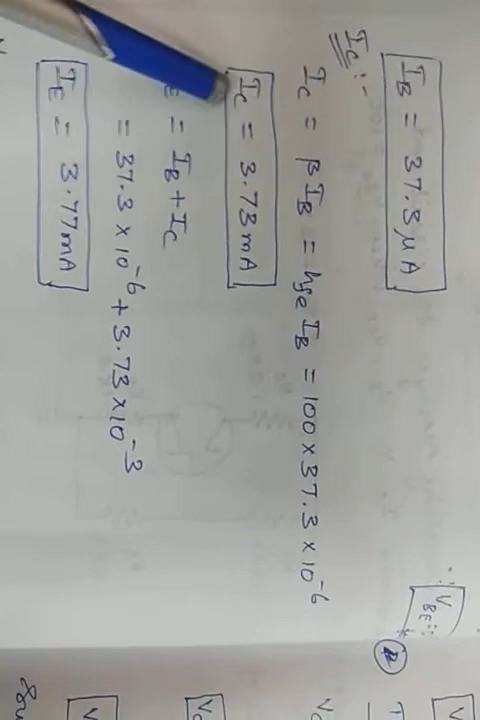 I_B = 37.3 μA
I_C :-
I_C = β I_B = hfe I_B = 100 × 37.3 × 10^-6
I_C = 3.73 mA
= I_B + I_C
= 37.3 × 10^-6 + 3.73 × 10^-3
I_E = 3.77 mA
V_BE